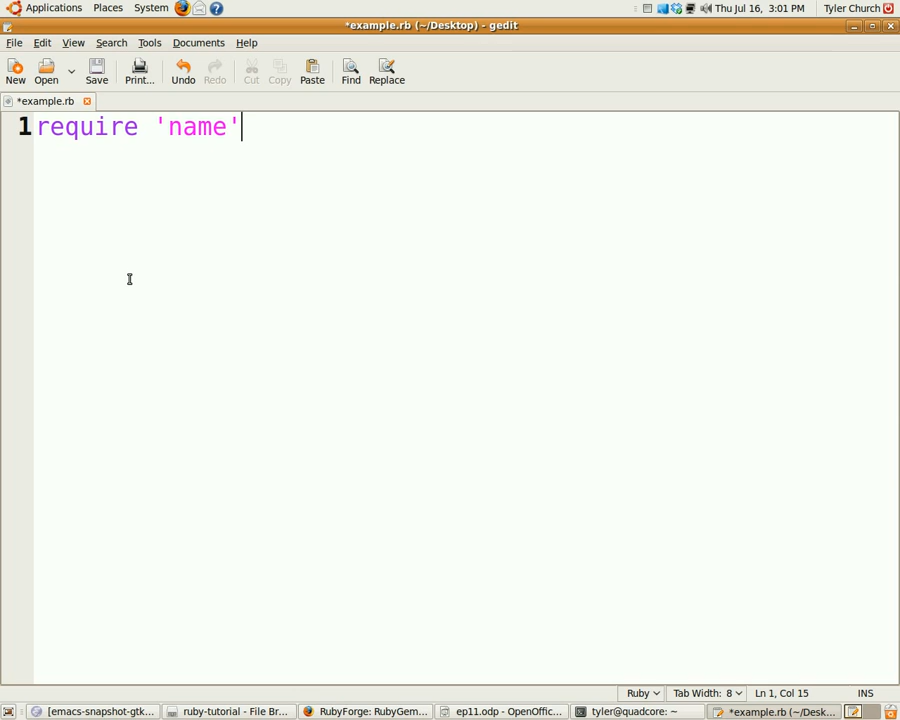 Applications Places System Thu Jul 16, 3:01 PM Tyler Church
*example.rb (~/Desktop) - gedit
File Edit View Search Tools Documents Help
New Open Save Print... Undo Redo Cut Copy Paste Find Replace
*example.rb
1 require 'name'
Ruby Tab Width: 8 Ln 1, Col 15 INS
[emacs-snapshot-gtk... ruby-tutorial - File Br... RubyForge: RubyGem... ep11.odp - OpenOffic... tyler@quadcore: ~ *example.rb (~/Desk...